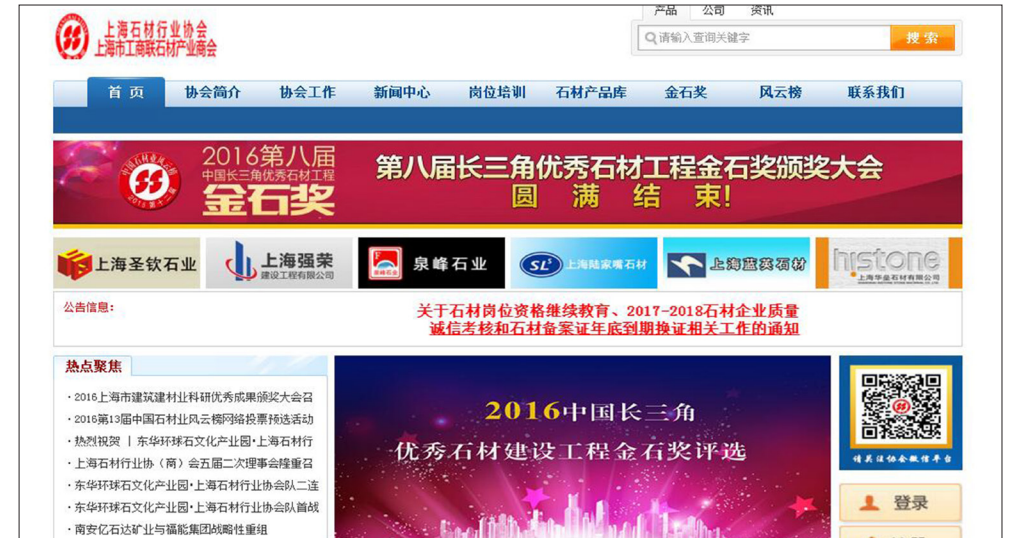 产品 公司 资讯
上海石材行业协会
上海市工商联石材产业商会
请输入查询关键字 搜索
首页 协会简介 协会工作 新闻中心 岗位培训 石材产品库 金石奖 风云榜 联系我们
2016第八届
中国长三角优秀石材工程
金石奖
第八届长三角优秀石材工程金石奖颁奖大会
圆满结束!
上海圣钦石业
上海强荣
建设工程有限公司
泉峰石业
SL³ 上海陆家嘴石材
上海蓝英石材
histone
上海华垒石材有限公司
公告信息:
关于石材岗位资格继续教育、2017-2018石材企业质量
诚信考核和石材备案证年底到期换证相关工作的通知
热点聚焦
·2016上海市建筑建材业科研优秀成果颁奖大会召
·2016第13届中国石材业风云榜网络投票预选活动
·热烈祝贺 | 东华环球石文化产业园·上海石材行
·上海石材行业协（商）会五届二次理事会隆重召
·东华环球石文化产业园·上海石材行业协会队二连
·东华环球石文化产业园·上海石材行业协会队首战
·南安亿石达矿业与福能集团战略性重组
2016中国长三角
优秀石材建设工程金石奖评选
请关注协会微信平台
登录